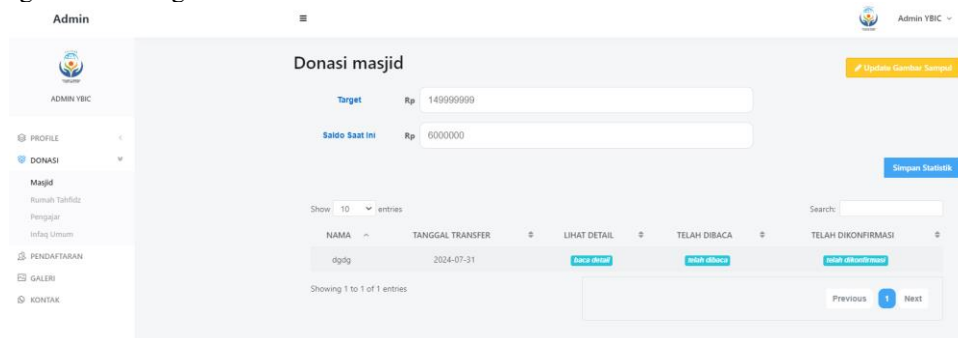 Admin
Admin YBIC
ADMIN YBIC
PROFILE
DONASI
Masjid
Rumah Tahfidz
Pengajar
Infaq Umum
PENDAFTARAN
GALERI
KONTAK
Donasi masjid
Update Gambar Sampul
Target Rp 149999999
Saldo Saat Ini Rp 6000000
Simpan Statistik
Show 10 entries
Search:
NAMA TANGGAL TRANSFER LIHAT DETAIL TELAH DIBACA TELAH DIKONFIRMASI
dgdg 2024-07-31 baca detail telah dibaca telah dikonfirmasi
Showing 1 to 1 of 1 entries
Previous 1 Next